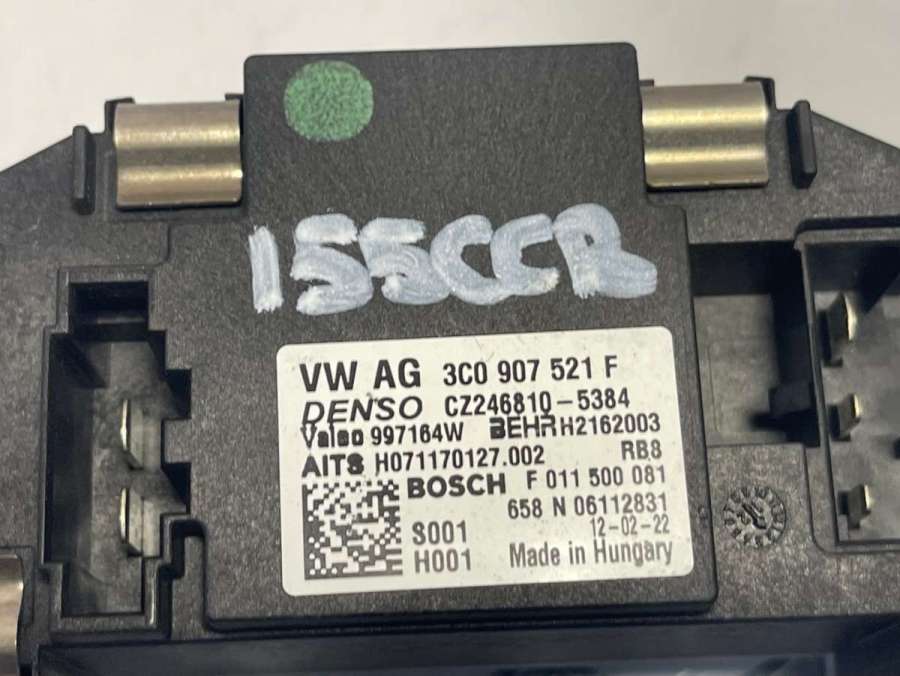 155CCR
VW AG 3C0 907 521 F
DENSO CZ246810-5384
Valeo 997164W BEHR H2162003
AITS H071170127.002 RB8
BOSCH F 011 500 081
658 N 06112831
S001 12-02-22
H001 Made in Hungary